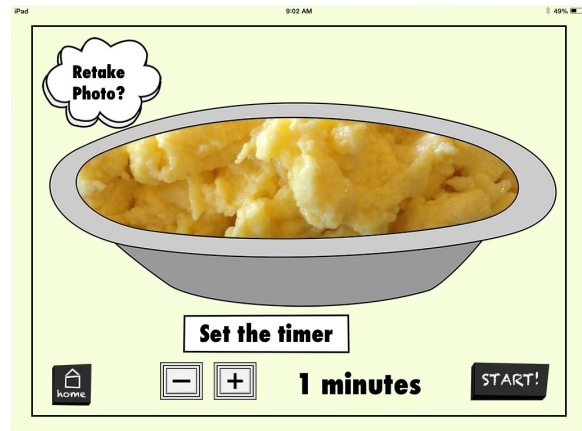 iPad
9:02 AM
49%
Retake
Photo?
Set the timer
− +
1 minutes
home
START!